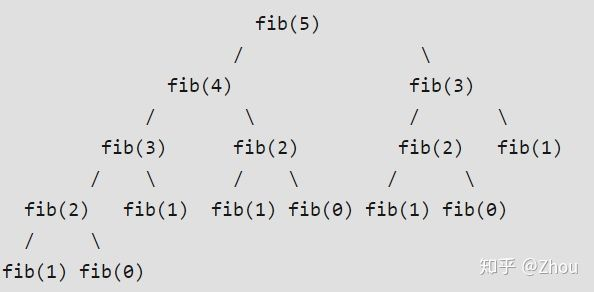 fib(5)
/ \
fib(4) fib(3)
/ \ / \
fib(3) fib(2) fib(2) fib(1)
/ \ / \ / \
fib(2) fib(1) fib(1) fib(0) fib(1) fib(0)
/ \
fib(1) fib(0)
知乎 @Zhou